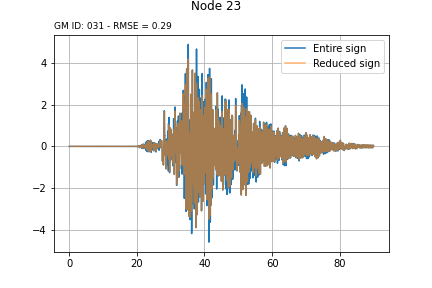 Node 23
GM ID: 031 - RMSE = 0.29
Entire sign
Reduced sign
4
2
0
−2
−4
0 20 40 60 80